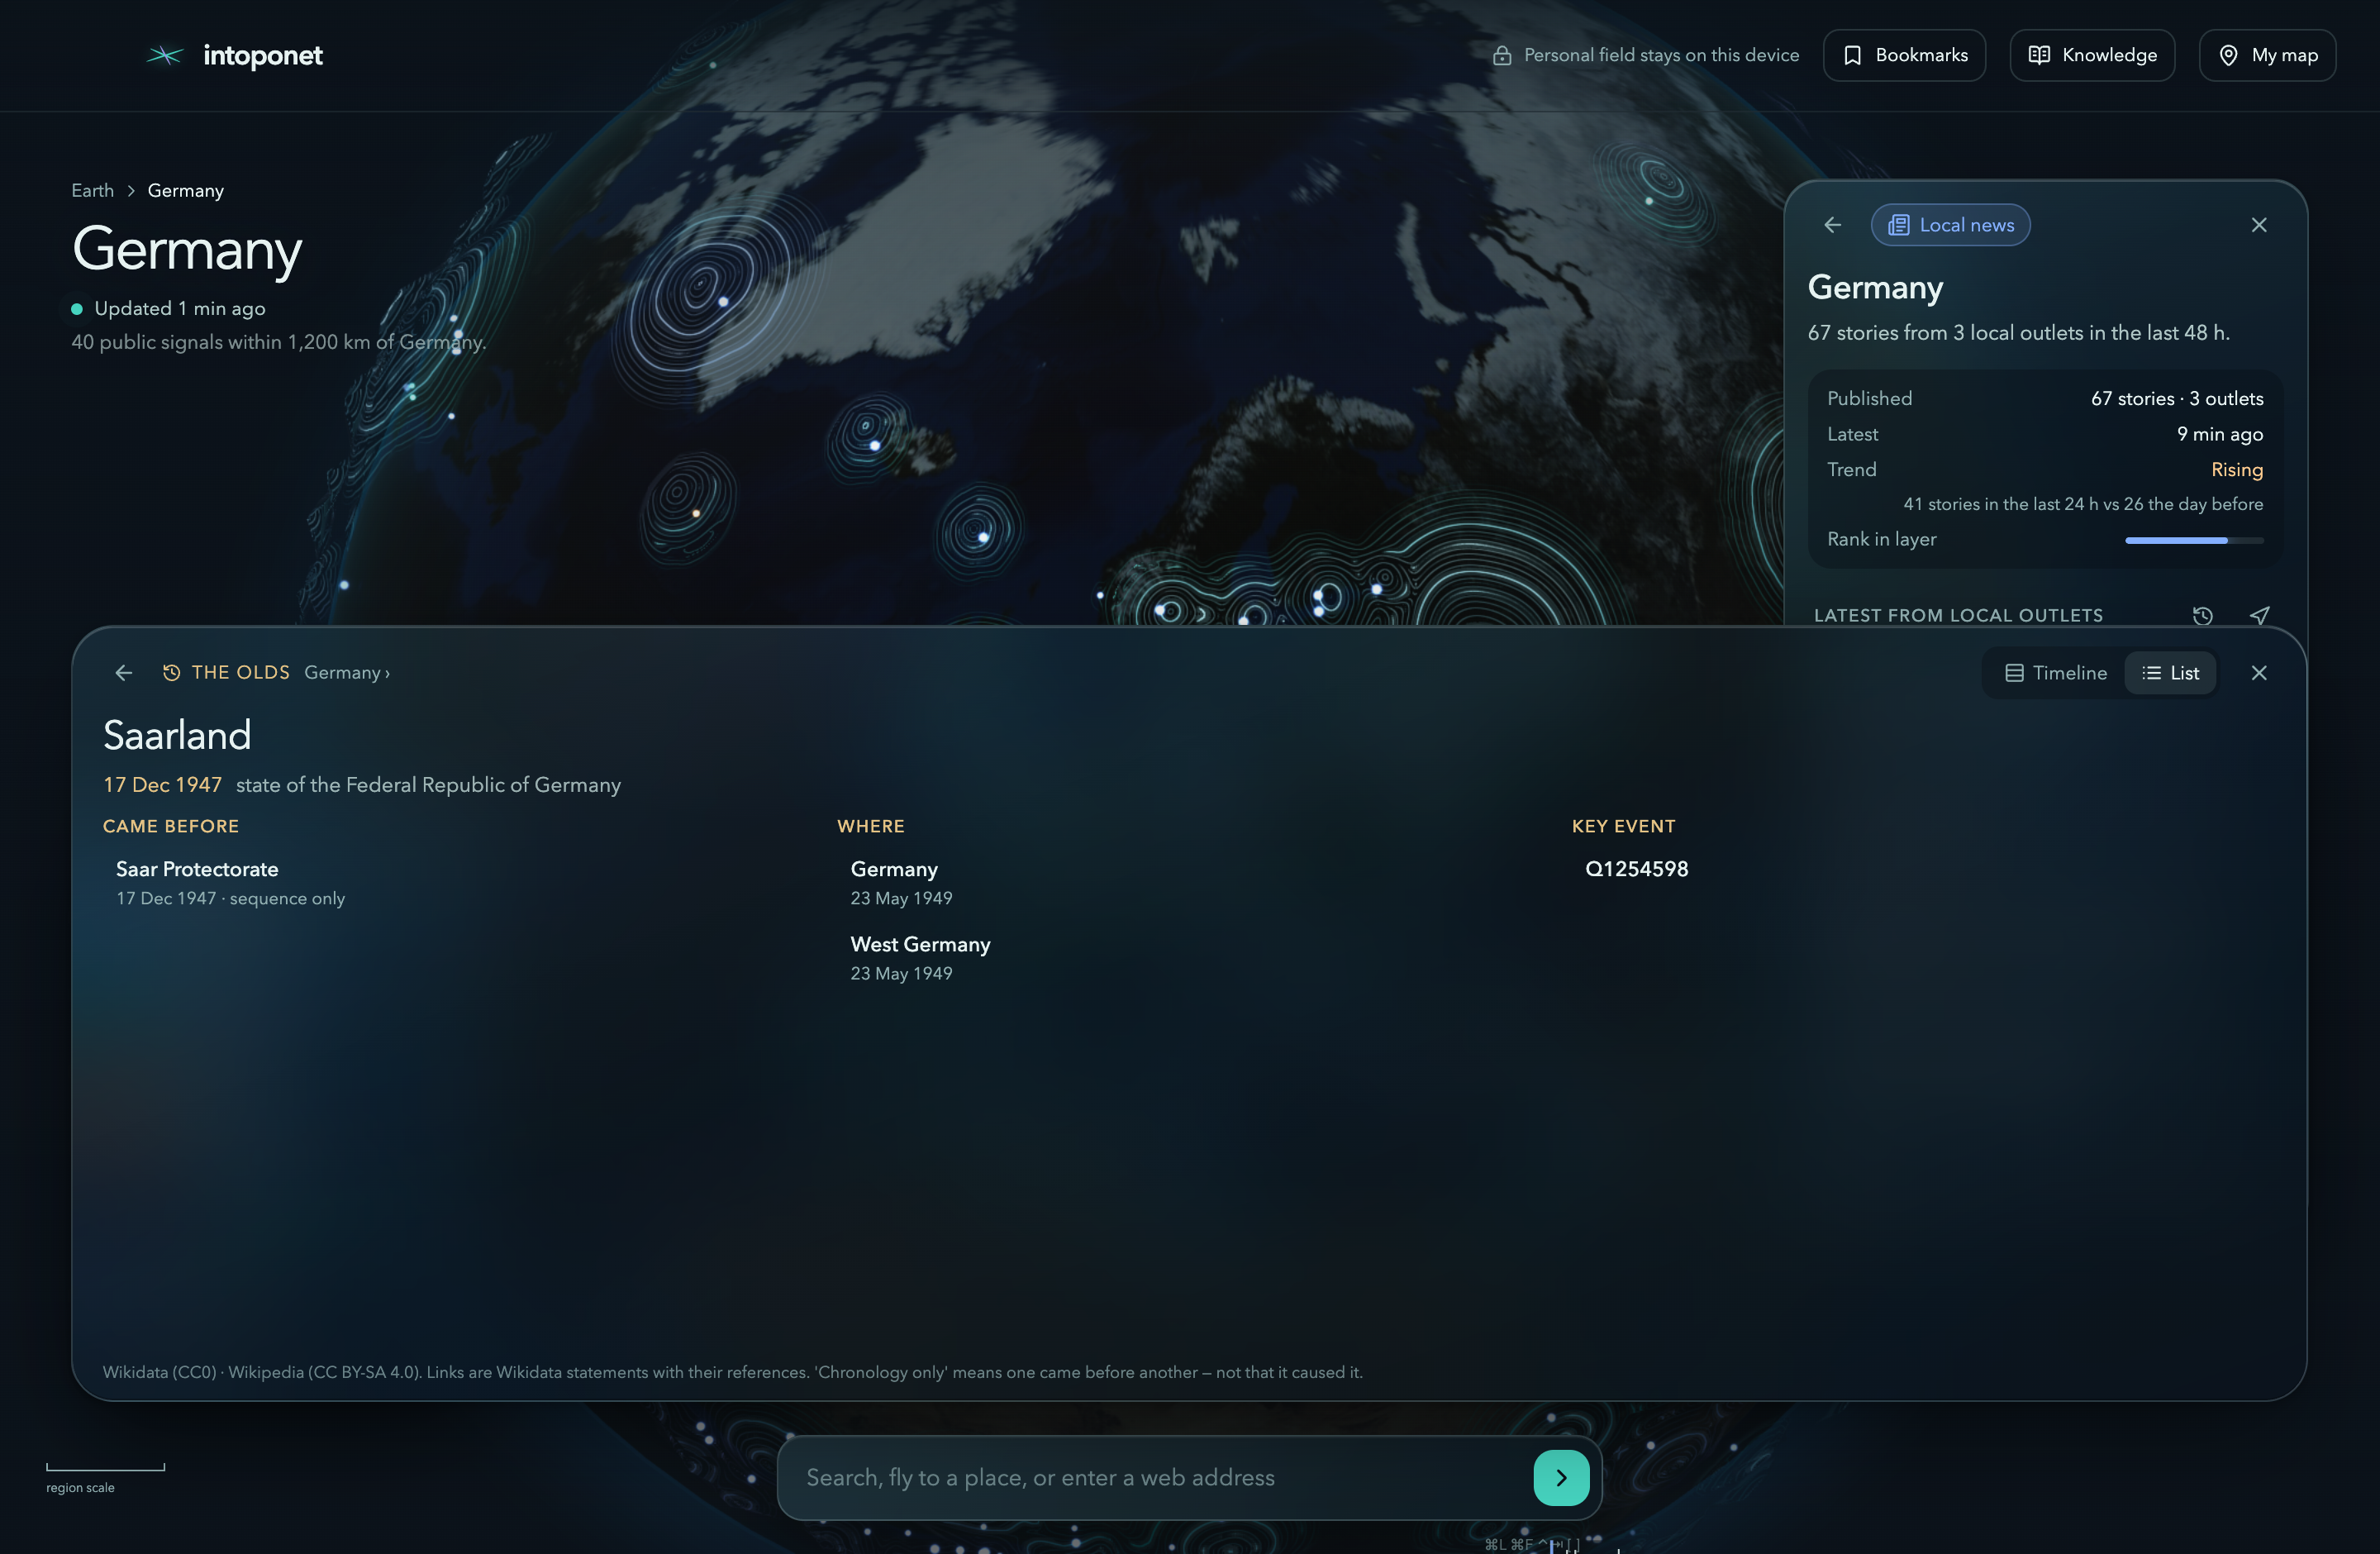 intoponet
Personal field stays on this device
Bookmarks
Knowledge
My map
Earth > Germany
Germany
Updated 1 min ago
40 public signals within 1,200 km of Germany.
Local news
Germany
67 stories from 3 local outlets in the last 48 h.
Published 67 stories · 3 outlets
Latest 9 min ago
Trend Rising
41 stories in the last 24 h vs 26 the day before
Rank in layer
LATEST FROM LOCAL OUTLETS
THE OLDS Germany ›
Timeline
List
Saarland
17 Dec 1947 state of the Federal Republic of Germany
CAME BEFORE
Saar Protectorate
17 Dec 1947 · sequence only
WHERE
Germany
23 May 1949
West Germany
23 May 1949
KEY EVENT
Q1254598
Wikidata (CC0) · Wikipedia (CC BY-SA 4.0). Links are Wikidata statements with their references. 'Chronology only' means one came before another – not that it caused it.
Search, fly to a place, or enter a web address
region scale
⌘L ⌘F